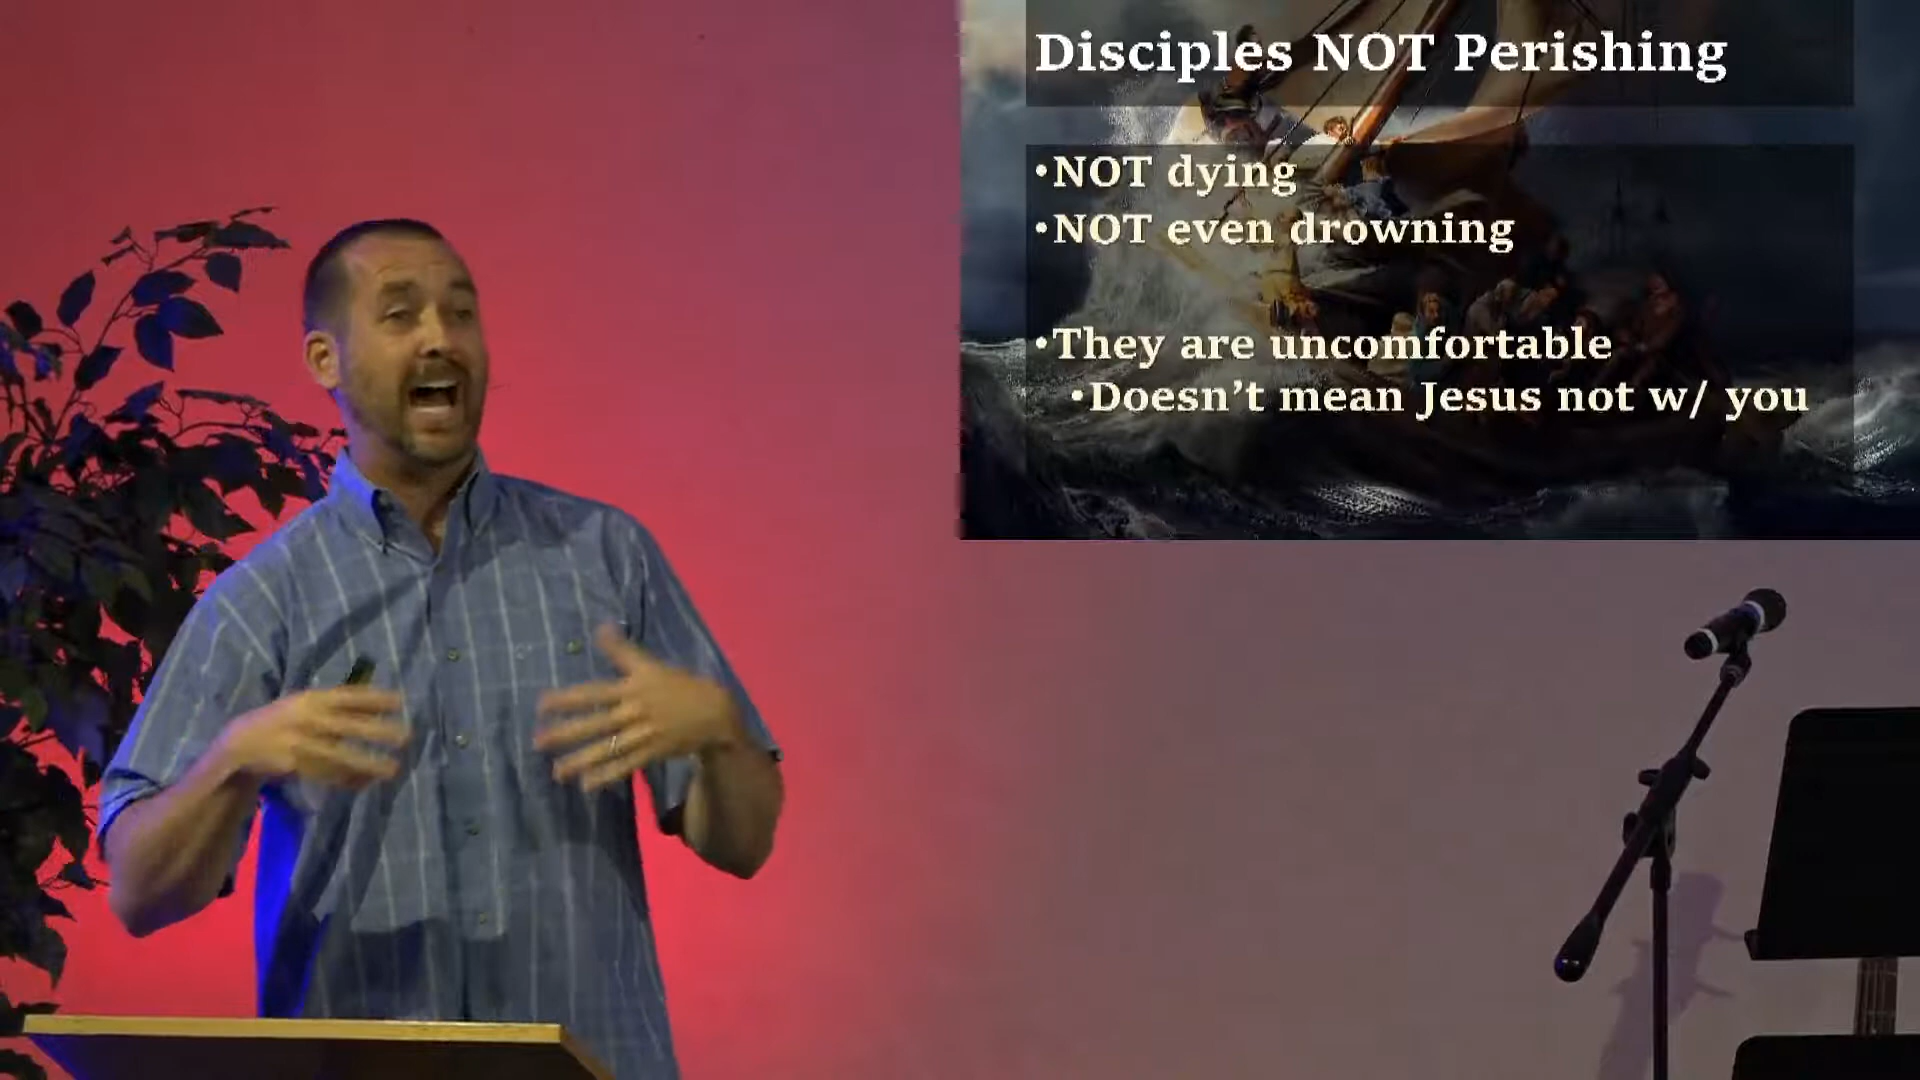 Disciples NOT Perishing
•NOT dying
•NOT even drowning
•They are uncomfortable
•Doesn’t mean Jesus not w/ you